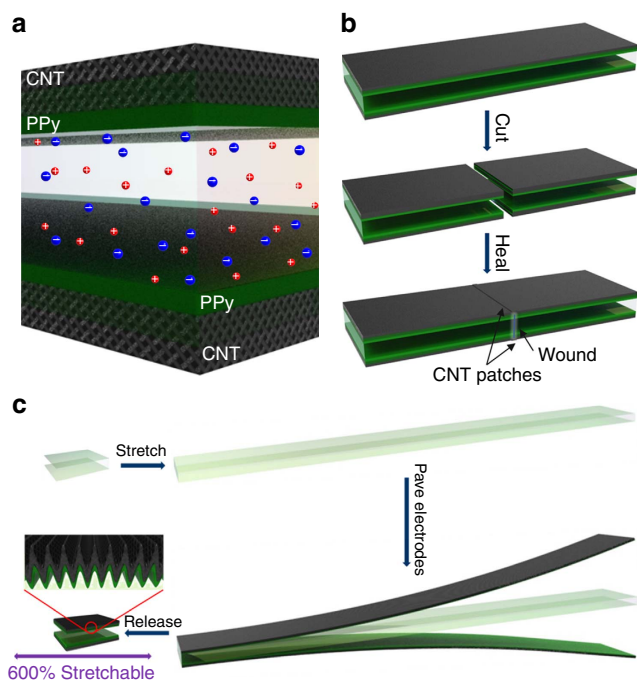 a
CNT
PPy
PPy
CNT
b
Cut
Heal
Wound
CNT patches
c
Stretch
Pave electrodes
Release
600% Stretchable